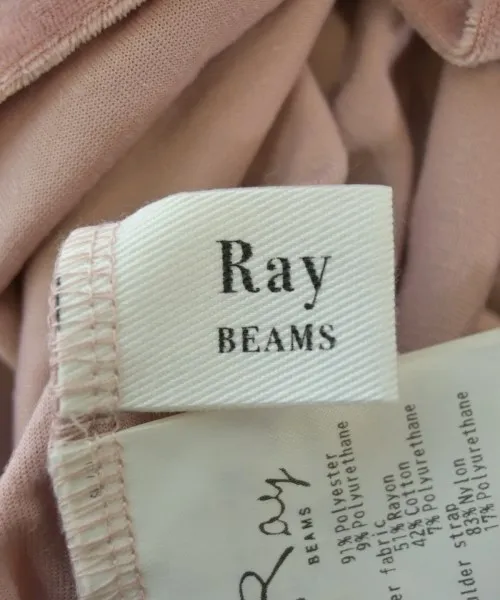 Ray
BEAMS
Ray
BEAMS
91%Polyester
9%Polyurethane
fabric
51%Rayon
42%Cotton
7%Polyurethane
strap
83%Nylon
17%Polyurethane